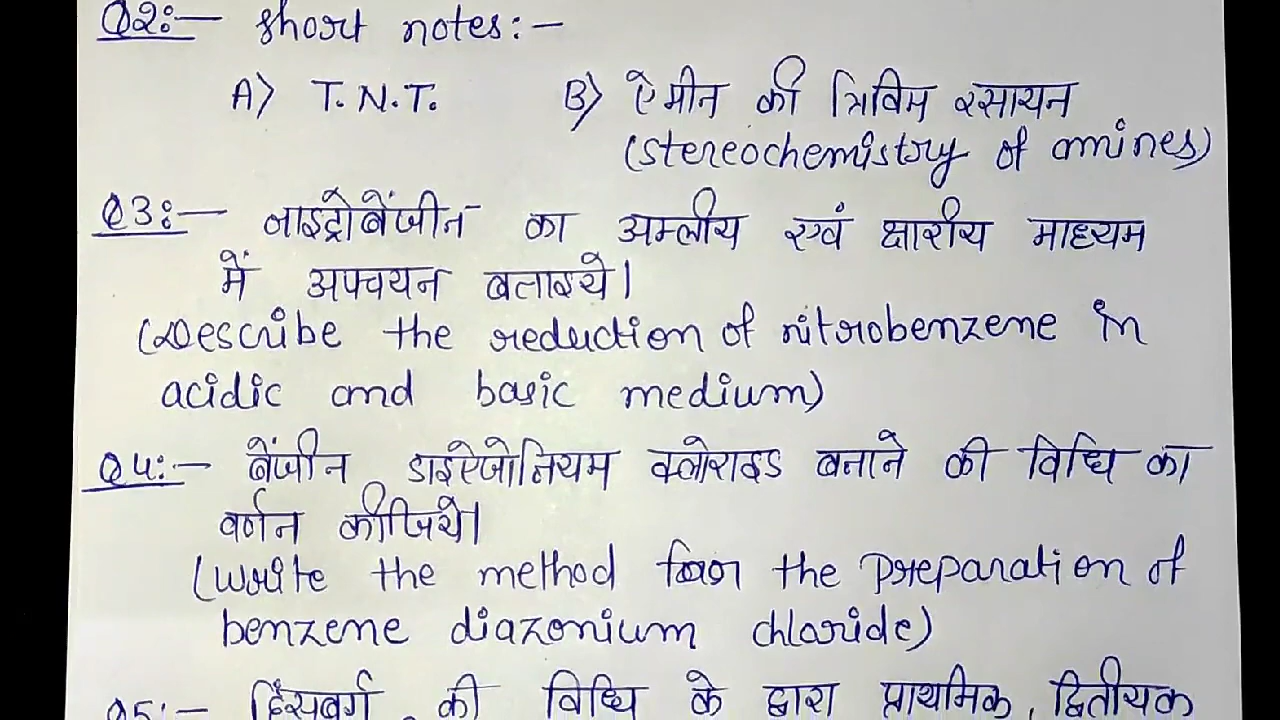 Q2:— short notes:—
A) T.N.T. B) ऐमीन की त्रिविम रसायन
(stereochemistry of amines)
Q3:— नाइट्रोबेंजीन का अम्लीय एवं क्षारीय माध्यम
में अपचयन बताइये।
(Describe the reduction of nitrobenzene in
acidic and basic medium)
Q4:— बेंजीन डाइऐजोनियम क्लोराइड बनाने की विधि का
वर्णन कीजिये।
(Write the method for the preparation of
benzene diazonium chloride)
Q5:— हिंसबर्ग की विधि के द्वारा प्राथमिक, द्वितीयक